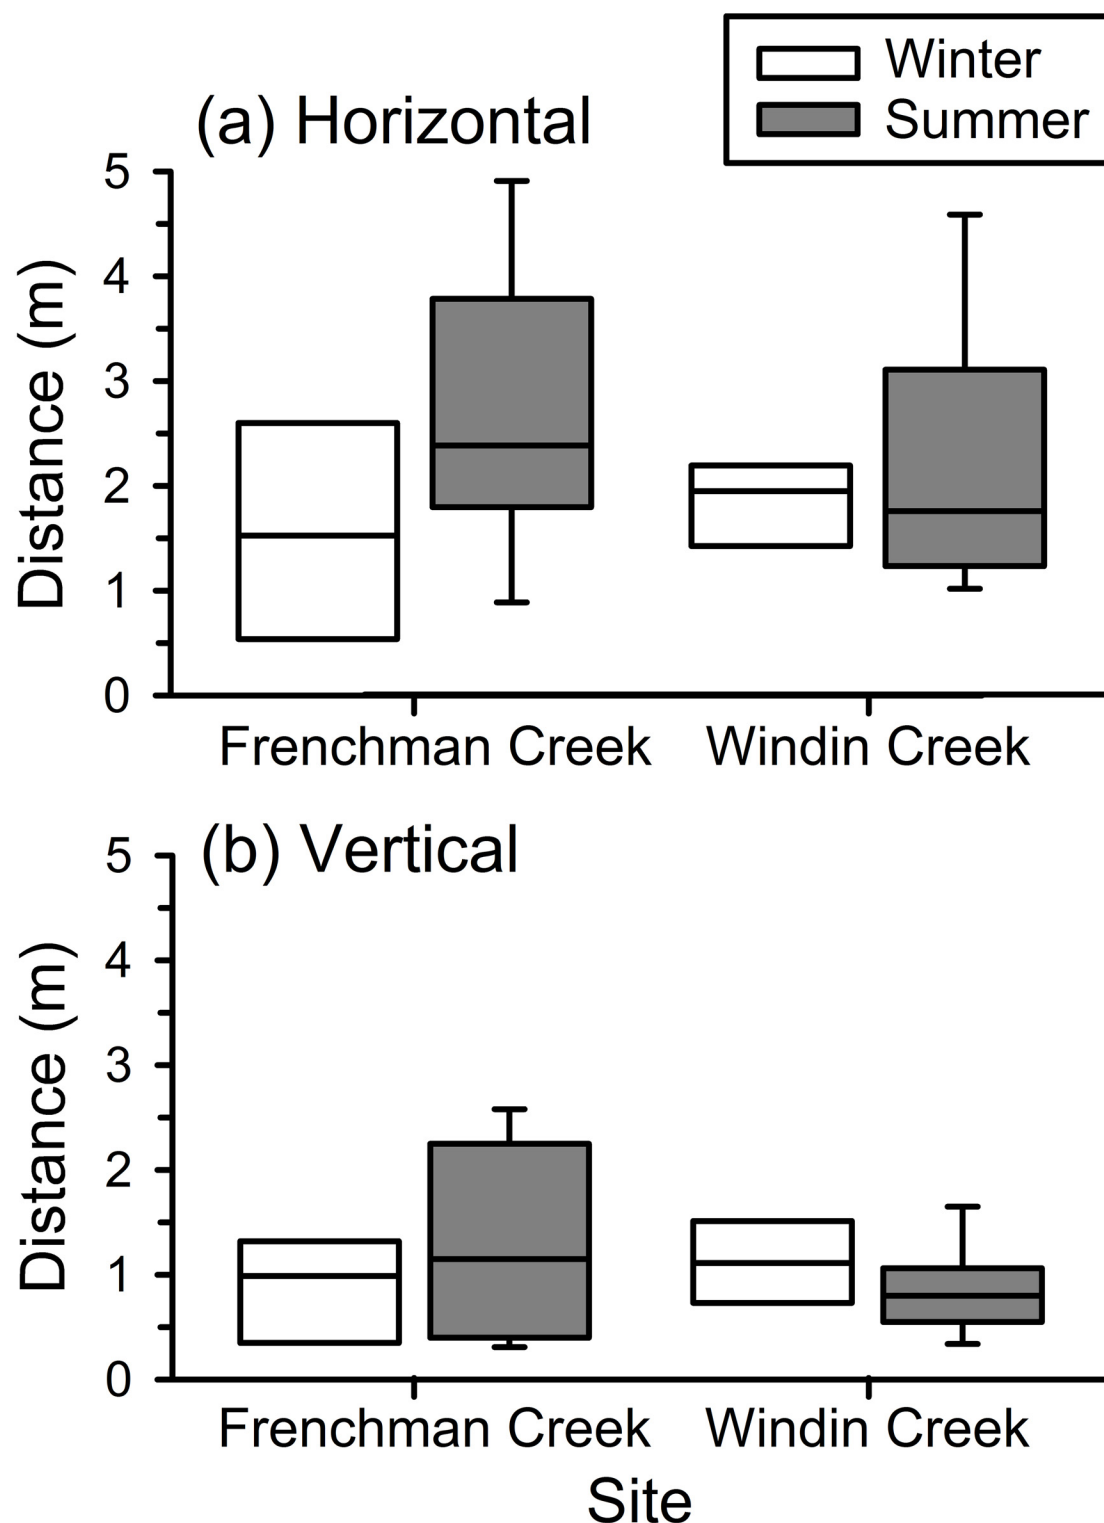 Winter
Summer
(a) Horizontal
5
4
3
2
1
0
Distance (m)
Frenchman Creek Windin Creek
(b) Vertical
5
4
3
2
1
0
Distance (m)
Frenchman Creek Windin Creek
Site